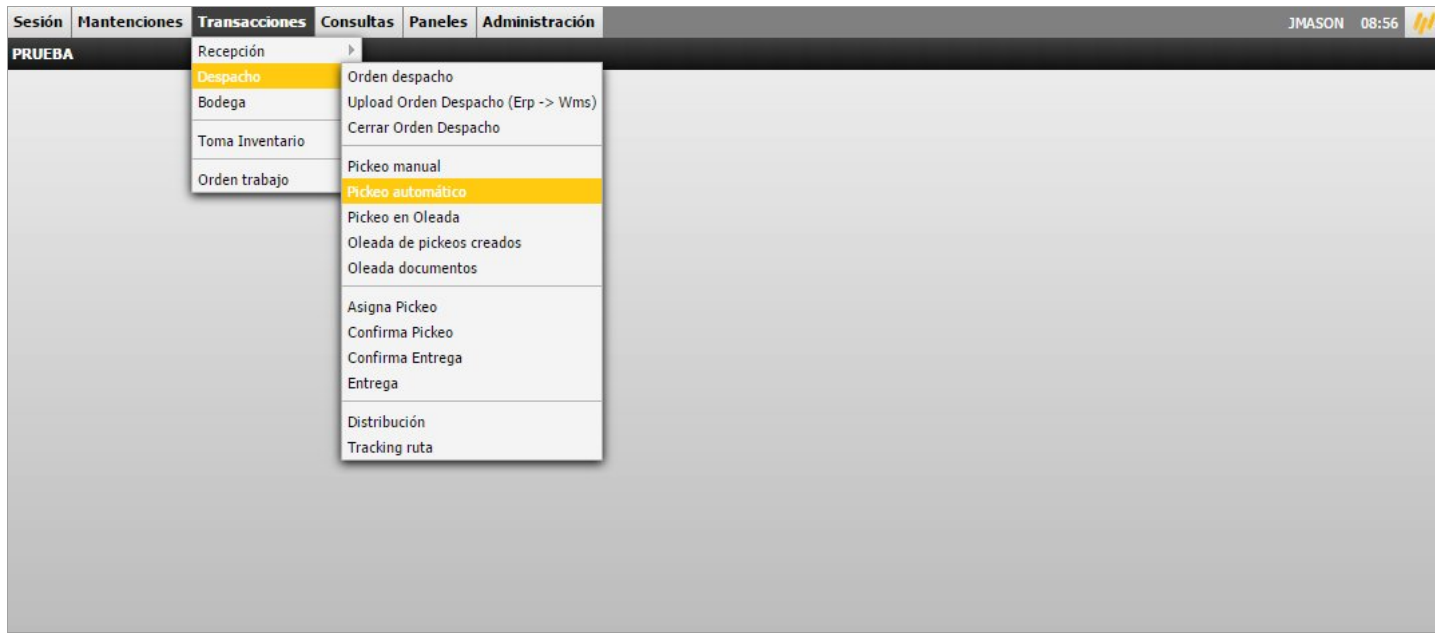 Sesión Mantenciones Transacciones Consultas Paneles Administración JMASON 08:56
PRUEBA
Recepción
Despacho
Bodega
Toma Inventario
Orden trabajo
Orden despacho
Upload Orden Despacho (Erp -> Wms)
Cerrar Orden Despacho
Pickeo manual
Pickeo automático
Pickeo en Oleada
Oleada de pickeos creados
Oleada documentos
Asigna Pickeo
Confirma Pickeo
Confirma Entrega
Entrega
Distribución
Tracking ruta